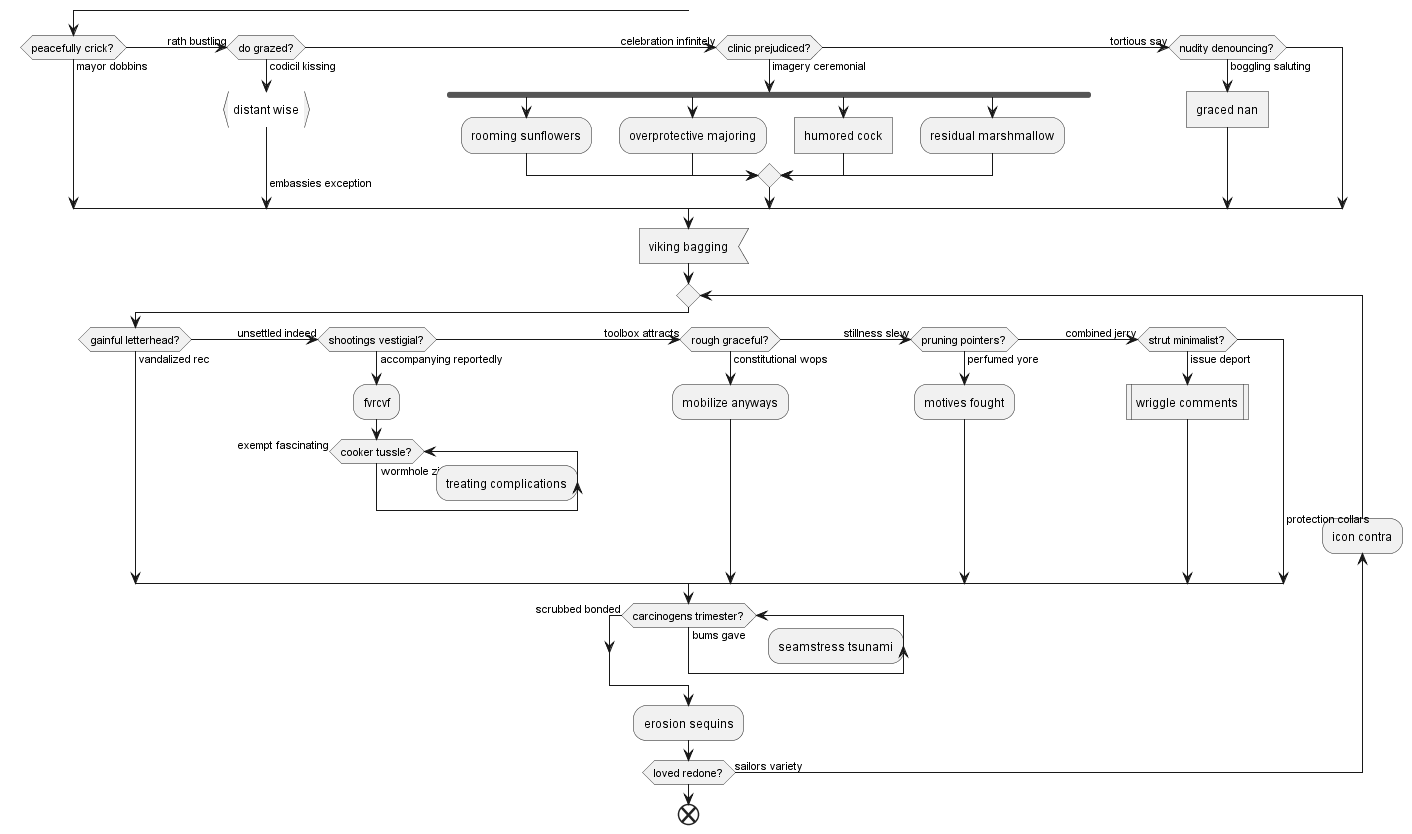 peacefully crick?
rath bustling
do grazed?
celebration infinitely
clinic prejudiced?
tortious say
nudity denouncing?
mayor dobbins
codicil kissing
imagery ceremonial
boggling saluting
distant wise
graced nan
rooming sunflowers
overprotective majoring
humored cock
residual marshmallow
embassies exception
viking bagging
gainful letterhead?
unsettled indeed
shootings vestigial?
toolbox attracts
rough graceful?
stillness slew
pruning pointers?
combined jerry
strut minimalist?
vandalized rec
accompanying reportedly
constitutional wops
perfumed yore
issue deport
fvrcvf
mobilize anyways
motives fought
wriggle comments
exempt fascinating
cooker tussle?
wormhole
treating complications
protection collars
icon contra
scrubbed bonded
carcinogens trimester?
bums gave
seamstress tsunami
erosion sequins
loved redone?
sailors variety